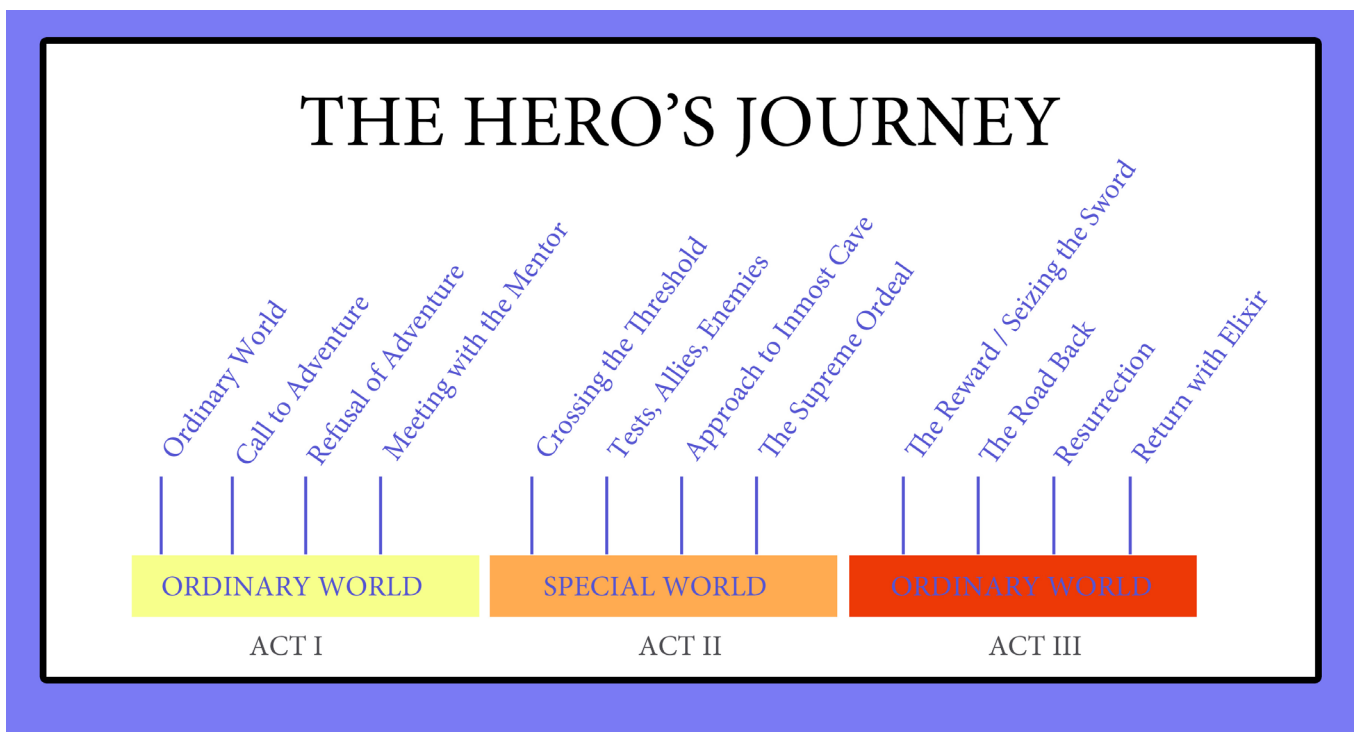 THE HERO’S JOURNEY
Ordinary World
Call to Adventure
Refusal of Adventure
Meeting with the Mentor
Crossing the Threshold
Tests, Allies, Enemies
Approach to Inmost Cave
The Supreme Ordeal
The Reward / Seizing the Sword
The Road Back
Resurrection
Return with Elixir
ORDINARY WORLD
SPECIAL WORLD
ORDINARY WORLD
ACT I
ACT II
ACT III